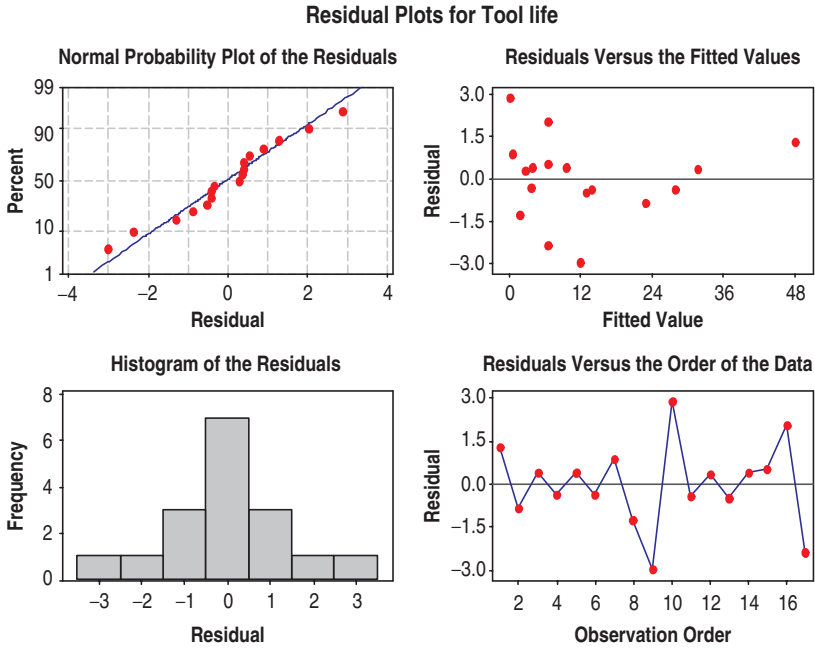 Residual Plots for Tool life
Normal Probability Plot of the Residuals
99
90
50
10
1
Percent
−4 −2 0 2 4
Residual
Residuals Versus the Fitted Values
3.0
1.5
0.0
−1.5
−3.0
Residual
0 12 24 36 48
Fitted Value
Histogram of the Residuals
8
6
4
2
0
Frequency
−3 −2 −1 0 1 2 3
Residual
Residuals Versus the Order of the Data
3.0
1.5
0.0
−1.5
−3.0
Residual
2 4 6 8 10 12 14 16
Observation Order